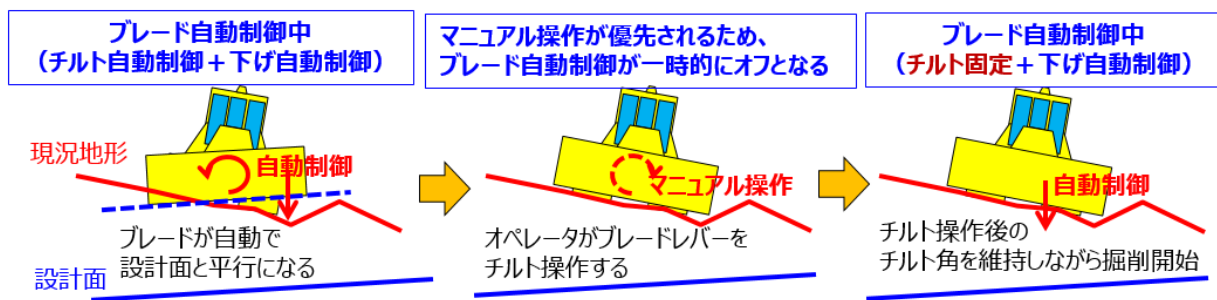 ブレード自動制御中
(チルト自動制御+下げ自動制御)
マニュアル操作が優先されるため、
ブレード自動制御が一時的にオフとなる
ブレード自動制御中
(チルト固定+下げ自動制御)
現況地形
自動制御
マニュアル操作
自動制御
ブレードが自動で
設計面と平行になる
オペレータがブレードレバーを
チルト操作する
チルト操作後の
チルト角を維持しながら掘削開始
設計面